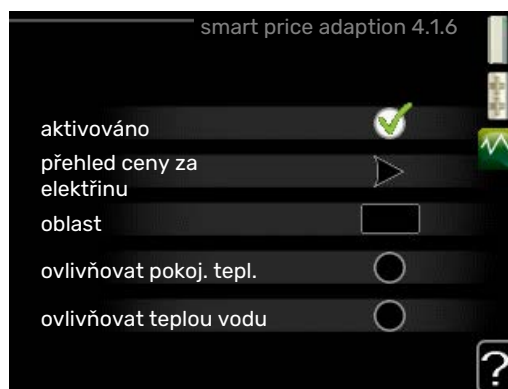 smart price adaption 4.1.6
aktivováno
přehled ceny za
elektřinu
oblast
ovlivňovat pokoj. tepl.
ovlivňovat teplou vodu
?